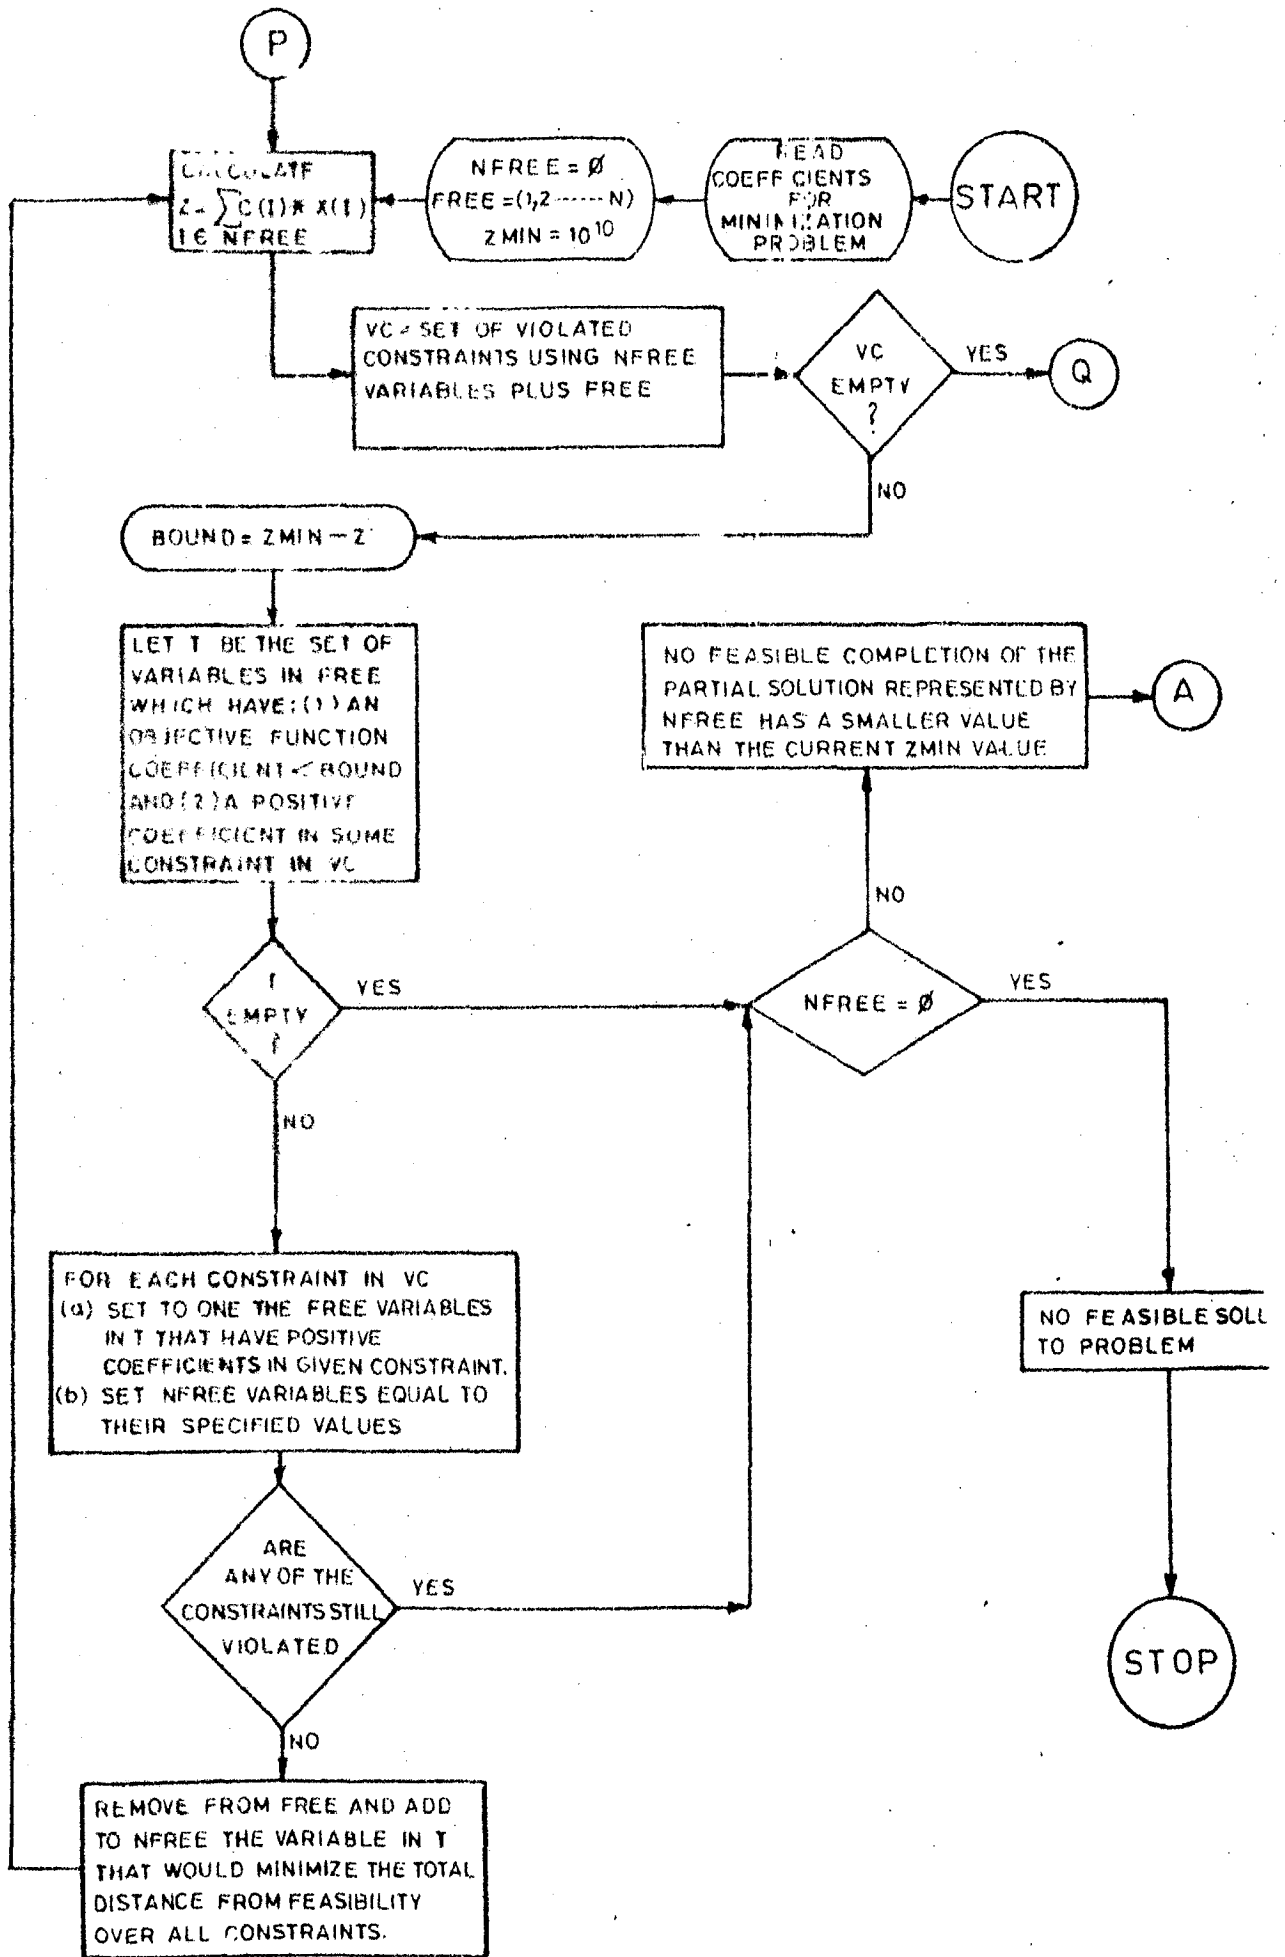 P
START
READ
COEFFICIENTS
FOR
MINIMIZATION
PROBLEM
NFREE = Ø
FREE = (1,2 ------ N)
ZMIN = 10¹⁰
CALCULATE
Z = ∑ C(I) * X(I)
I ∈ NFREE
VC = SET OF VIOLATED
CONSTRAINTS USING NFREE
VARIABLES PLUS FREE
VC
EMPTY
?
YES
Q
NO
BOUND = ZMIN — Z
LET T BE THE SET OF
VARIABLES IN FREE
WHICH HAVE: (1) AN
OBJECTIVE FUNCTION
COEFFICIENT < BOUND
AND (2) A POSITIVE
COEFFICIENT IN SOME
CONSTRAINT IN VC
NO FEASIBLE COMPLETION OF THE
PARTIAL SOLUTION REPRESENTED BY
NFREE HAS A SMALLER VALUE
THAN THE CURRENT ZMIN VALUE
A
NO
T
EMPTY
?
YES
NFREE = Ø
YES
NO
FOR EACH CONSTRAINT IN VC
(a) SET TO ONE THE FREE VARIABLES
IN T THAT HAVE POSITIVE
COEFFICIENTS IN GIVEN CONSTRAINT.
(b) SET NFREE VARIABLES EQUAL TO
THEIR SPECIFIED VALUES
NO FEASIBLE SOLL
TO PROBLEM
ARE
ANY OF THE
CONSTRAINTS STILL
VIOLATED
YES
STOP
NO
REMOVE FROM FREE AND ADD
TO NFREE THE VARIABLE IN T
THAT WOULD MINIMIZE THE TOTAL
DISTANCE FROM FEASIBILITY
OVER ALL CONSTRAINTS.